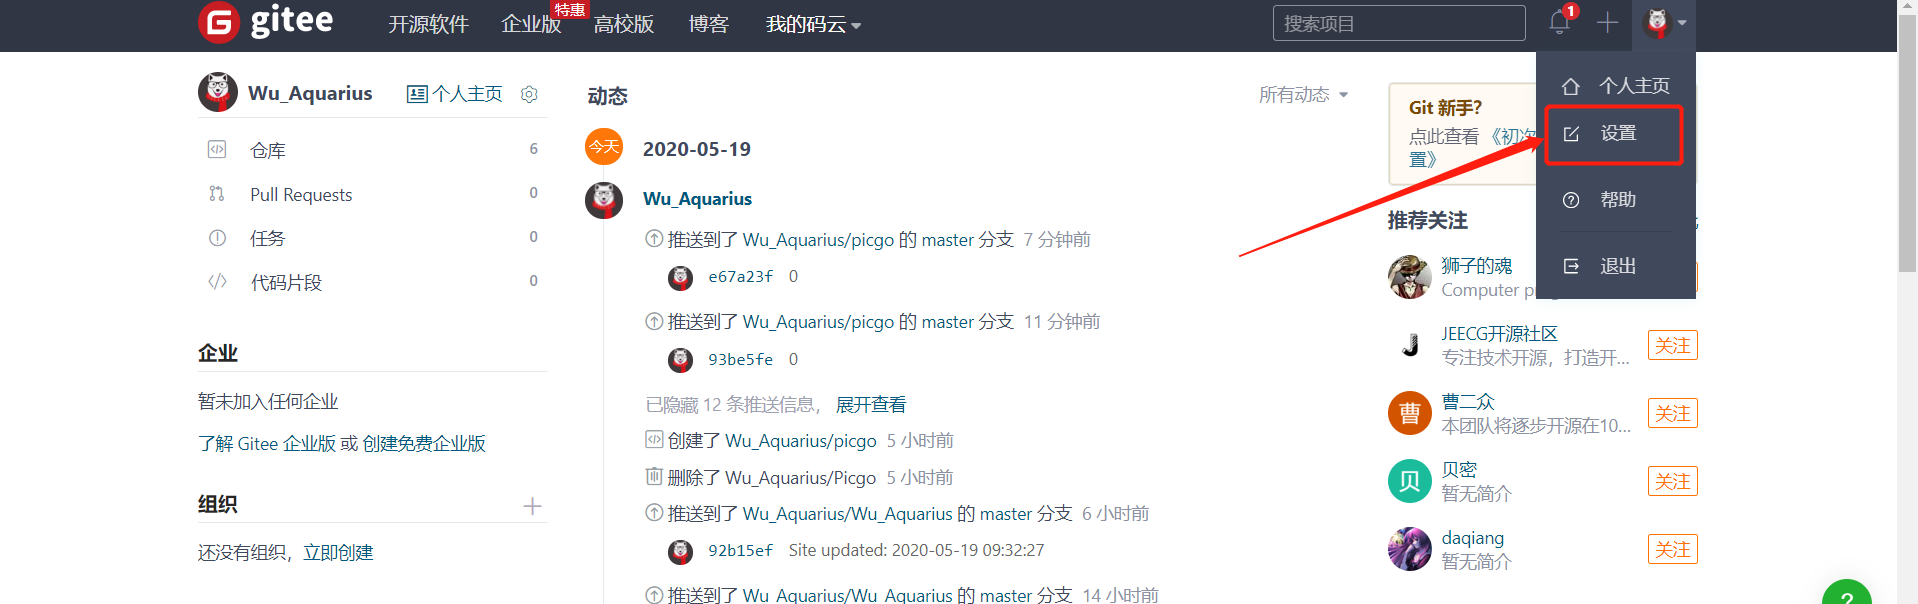 gitee
开源软件 企业版 特惠 高校版 博客 我的码云
搜索项目
1
Wu_Aquarius 个人主页
仓库 6
Pull Requests 0
任务 0
代码片段 0
企业
暂未加入任何企业
了解 Gitee 企业版 或 创建免费企业版
组织
还没有组织，立即创建
动态 所有动态
今天 2020-05-19
Wu_Aquarius
推送到了 Wu_Aquarius/picgo 的 master 分支 7 分钟前
e67a23f 0
推送到了 Wu_Aquarius/picgo 的 master 分支 11 分钟前
93be5fe 0
已隐藏 12 条推送信息， 展开查看
创建了 Wu_Aquarius/picgo 5 小时前
删除了 Wu_Aquarius/Picgo 5 小时前
推送到了 Wu_Aquarius/Wu_Aquarius 的 master 分支 6 小时前
92b15ef Site updated: 2020-05-19 09:32:27
推送到了 Wu_Aquarius/Wu_Aquarius 的 master 分支 14 小时前
Git 新手?
点此查看 《初次
置》
个人主页
设置
帮助
退出
推荐关注
狮子的魂
Computer
JEECG开源社区
专注技术开源，打造开...
关注
曹
曹二众
本团队将逐步开源在10...
关注
贝
贝密
暂无简介
关注
daqiang
暂无简介
关注
?